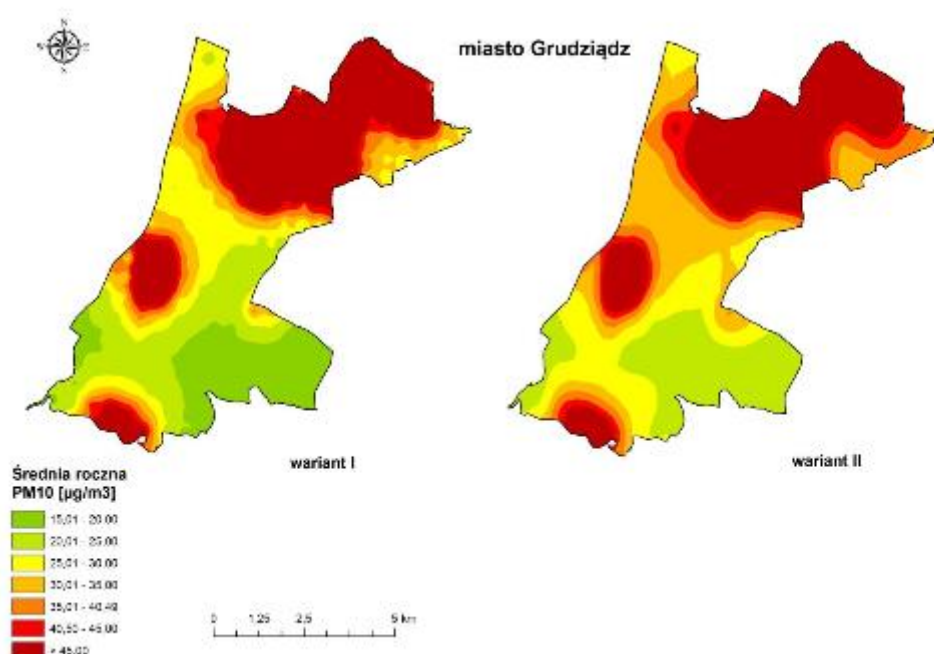 miasto Grudziądz
wariant I
wariant II
Średnia roczna
PM10 [µg/m3]
15,01 - 20,00
20,01 - 25,00
25,01 - 30,00
30,01 - 35,00
35,01 - 40,49
40,50 - 45,00
> 45,00
0 1,25 2,5 5 km